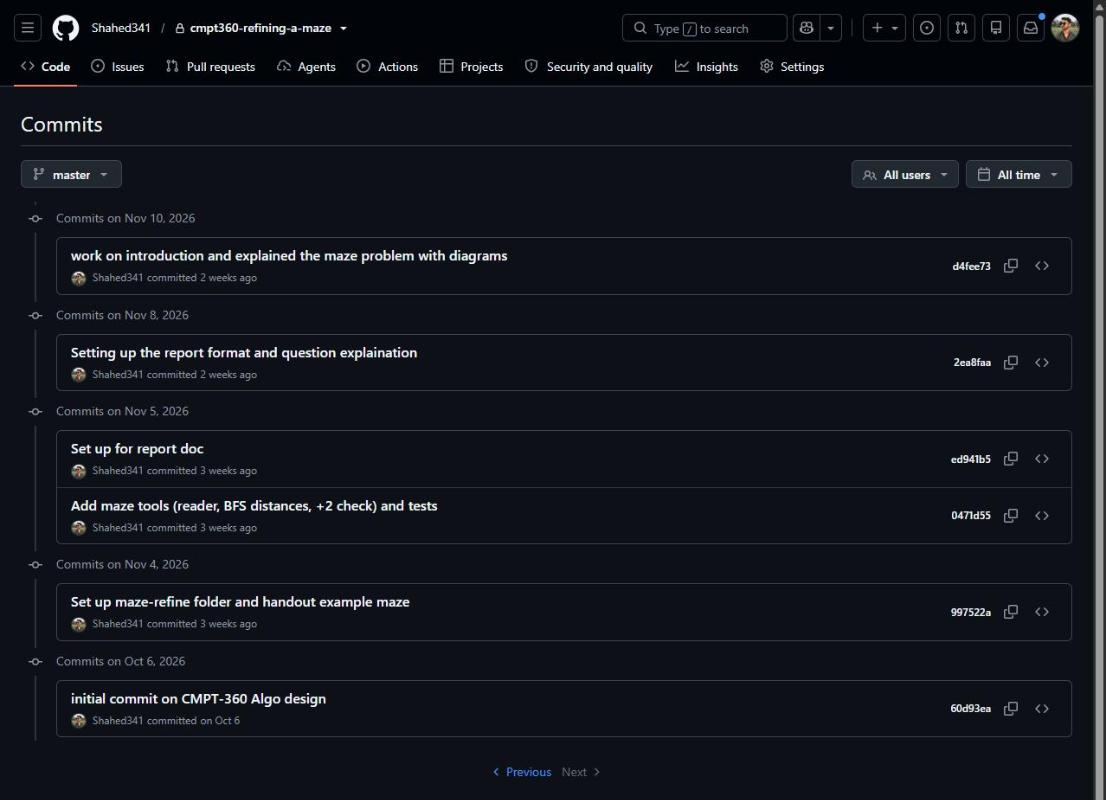 Shahed341 / cmpt360-refining-a-maze
Type / to search
Code Issues Pull requests Agents Actions Projects Security and quality Insights Settings
Commits
master All users All time
Commits on Nov 10, 2026
work on introduction and explained the maze problem with diagrams
Shahed341 committed 2 weeks ago
d4fee73
Commits on Nov 8, 2026
Setting up the report format and question explaination
Shahed341 committed 2 weeks ago
2ea8faa
Commits on Nov 5, 2026
Set up for report doc
Shahed341 committed 3 weeks ago
ed941b5
Add maze tools (reader, BFS distances, +2 check) and tests
Shahed341 committed 3 weeks ago
0471d55
Commits on Nov 4, 2026
Set up maze-refine folder and handout example maze
Shahed341 committed 3 weeks ago
997522a
Commits on Oct 6, 2026
initial commit on CMPT-360 Algo design
Shahed341 committed on Oct 6
60d93ea
Previous Next